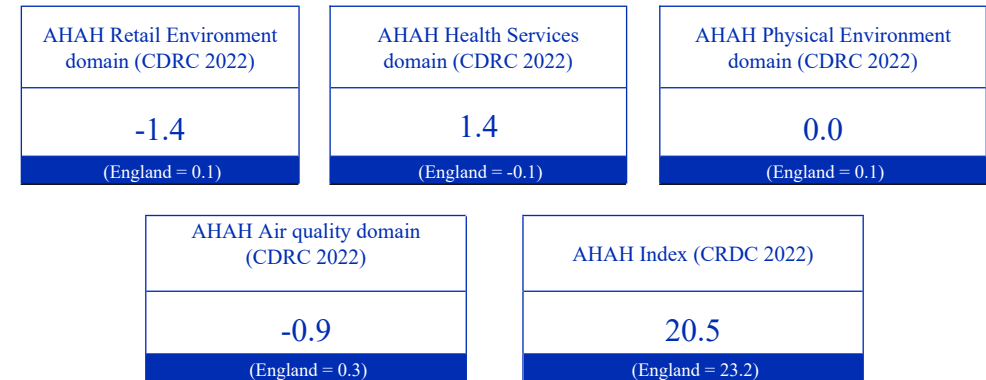 AHAH Retail Environment
domain (CDRC 2022)
-1.4
(England = 0.1)
AHAH Health Services
domain (CDRC 2022)
1.4
(England = -0.1)
AHAH Physical Environment
domain (CDRC 2022)
0.0
(England = 0.1)
AHAH Air quality domain
(CDRC 2022)
-0.9
(England = 0.3)
AHAH Index (CRDC 2022)
20.5
(England = 23.2)